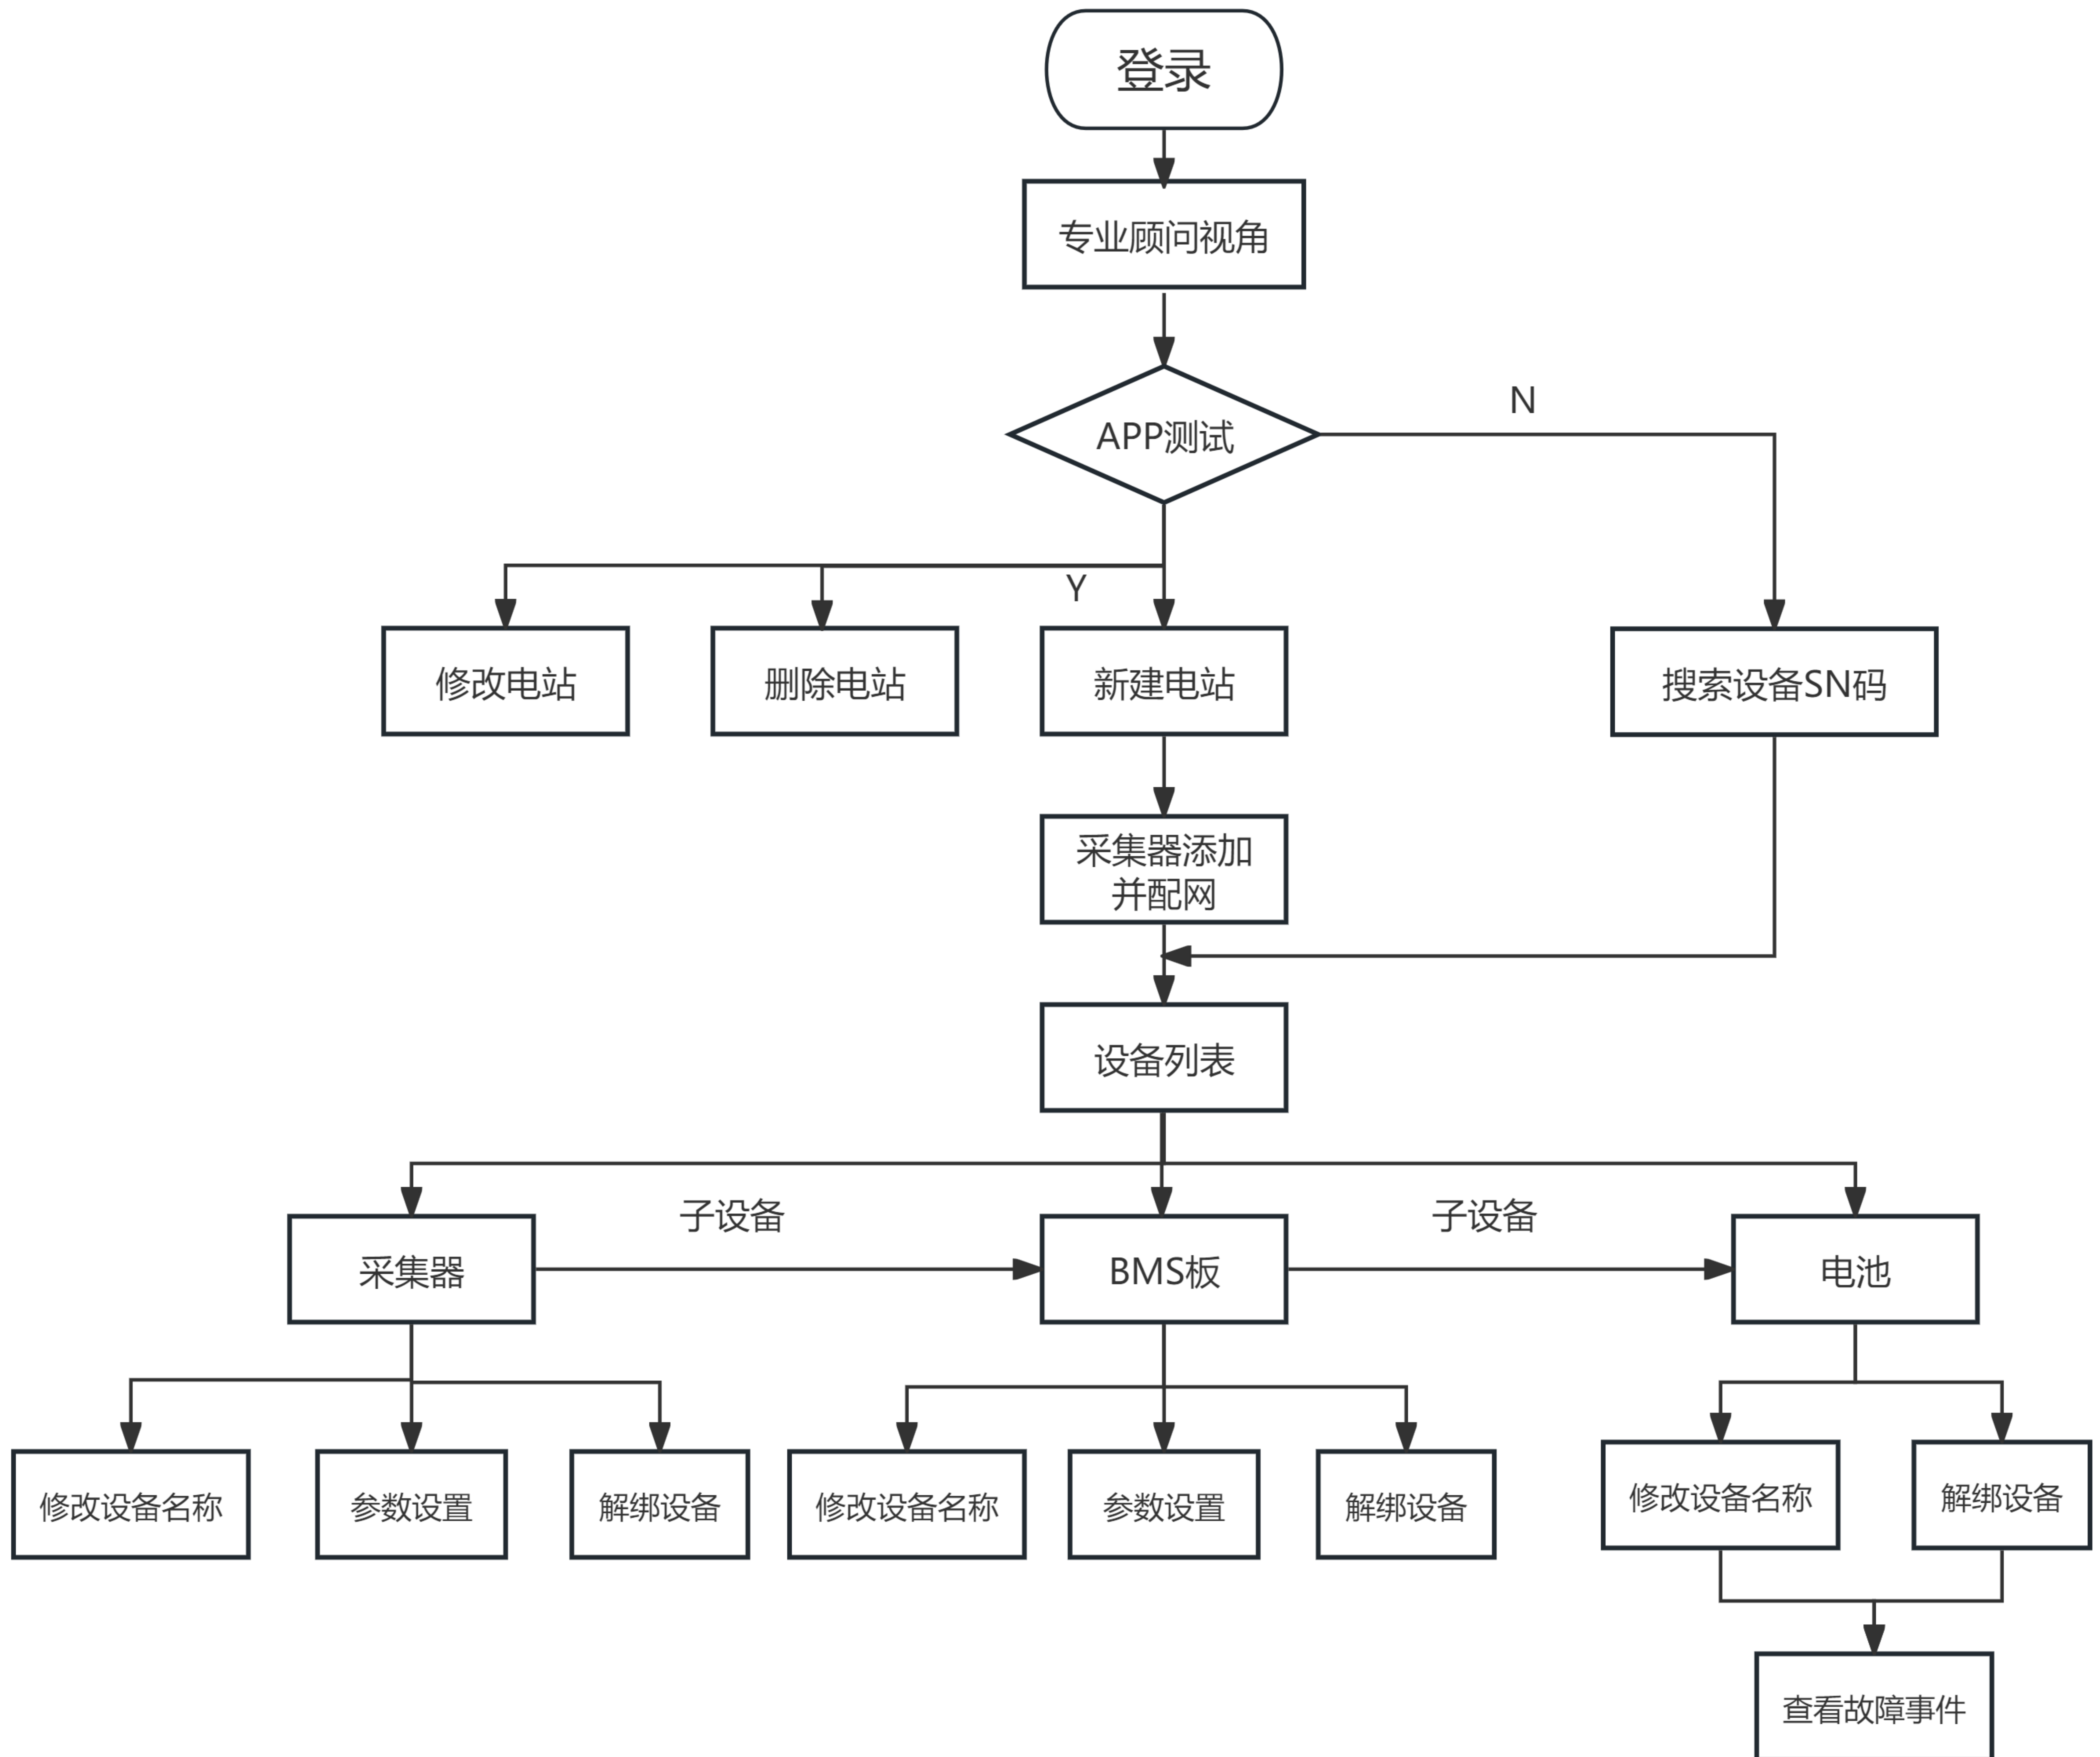 登录
专业顾问视角
APP测试
N
Y
修改电站
删除电站
新建电站
搜索设备SN码
采集器添加
并配网
设备列表
子设备
子设备
采集器
BMS板
电池
修改设备名称
参数设置
解绑设备
修改设备名称
参数设置
解绑设备
修改设备名称
解绑设备
查看故障事件